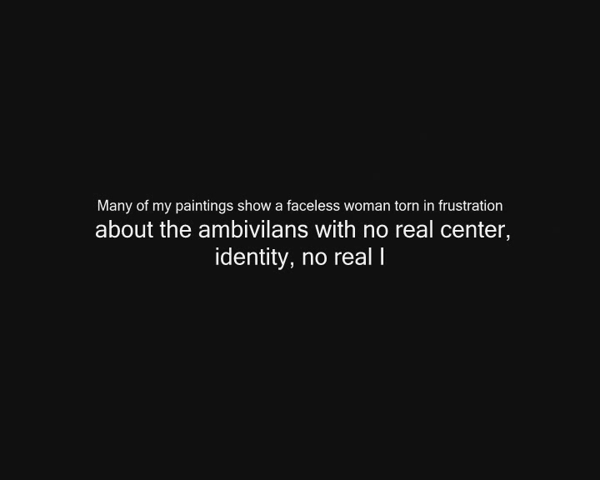 Many of my paintings show a faceless woman torn in frustration
about the ambivilans with no real center,
identity, no real I